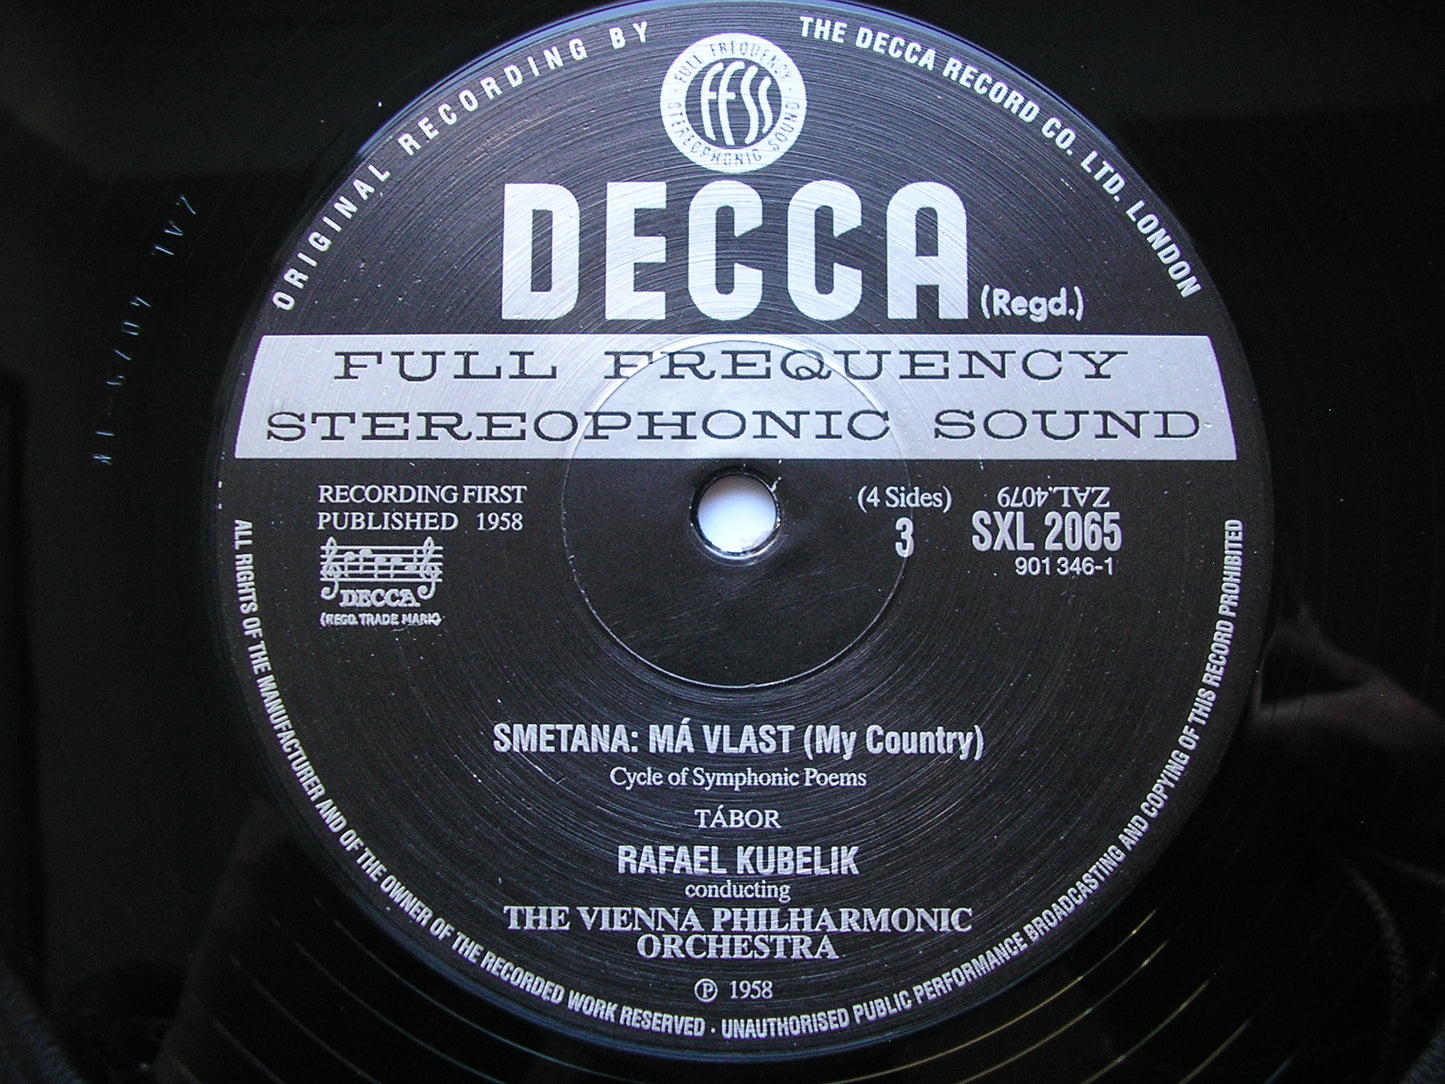 ORIGINAL RECORDING BY
THE DECCA RECORD CO. LTD. LONDON
FULL FREQUENCY
FFSS
STEREOPHONIC SOUND
DECCA
(Regd.)
FULL FREQUENCY
STEREOPHONIC SOUND
RECORDING FIRST
PUBLISHED 1958
DECCA
(REGD. TRADE MARK)
(4 Sides)
3
ZAL.4079
SXL 2065
901 346-1
SMETANA: MÁ VLAST (My Country)
Cycle of Symphonic Poems
TÁBOR
RAFAEL KUBELIK
conducting
THE VIENNA PHILHARMONIC
ORCHESTRA
Ⓟ 1958
ALL RIGHTS OF THE MANUFACTURER AND OF THE OWNER OF THE RECORDED WORK RESERVED · UNAUTHORISED PUBLIC PERFORMANCE BROADCASTING AND COPYING OF THIS RECORD PROHIBITED